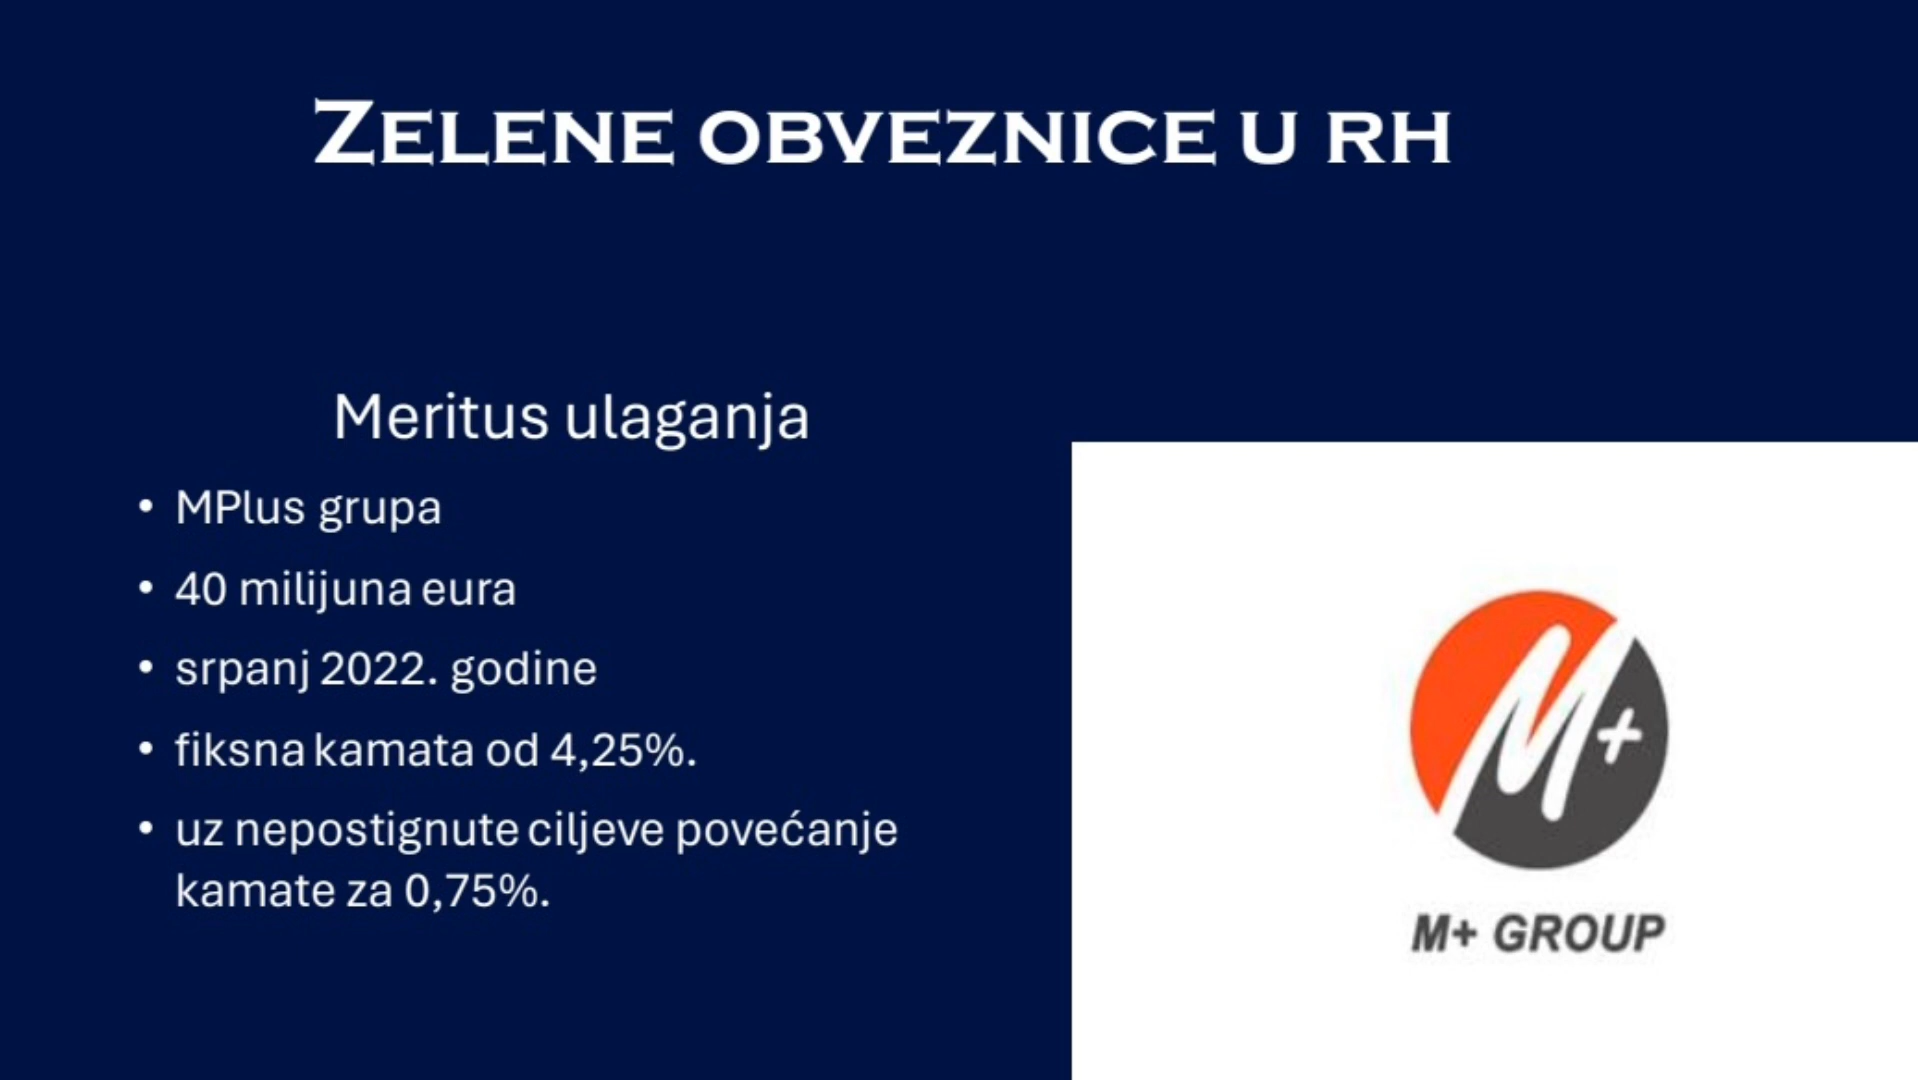 ZELENE OBVEZNICE U RH
Meritus ulaganja
• MPlus grupa
• 40 milijuna eura
• srpanj 2022. godine
• fiksna kamata od 4,25%.
• uz nepostignute ciljeve povećanje
kamate za 0,75%.
M+
M+ GROUP